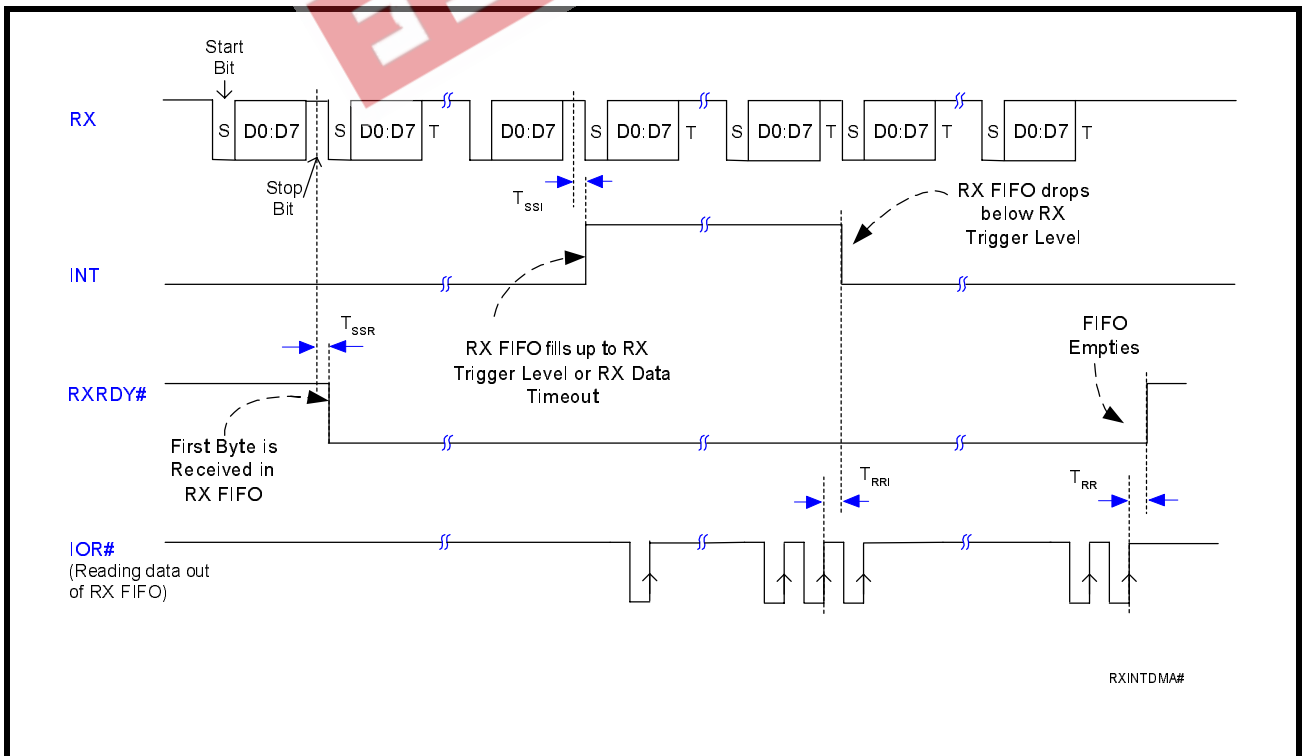 Start
Bit
RX
S D0:D7 S D0:D7 T D0:D7 S D0:D7 T S D0:D7 T S D0:D7 T S D0:D7 T
Stop
Bit
TSSI
RX FIFO drops
below RX
Trigger Level
INT
TSSR
RX FIFO fills up to RX
Trigger Level or RX Data
Timeout
FIFO
Empties
RXRDY#
First Byte is
Received in
RX FIFO
TRRI
TRR
IOR#
(Reading data out
of RX FIFO)
RXINTDMA#